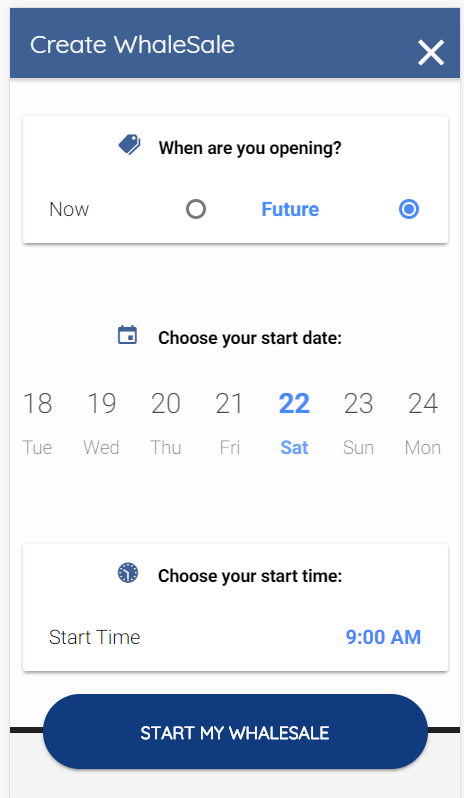 Create WhaleSale
When are you opening?
Now Future
Choose your start date:
18 19 20 21 22 23 24
Tue Wed Thu Fri Sat Sun Mon
Choose your start time:
Start Time 9:00 AM
START MY WHALESALE